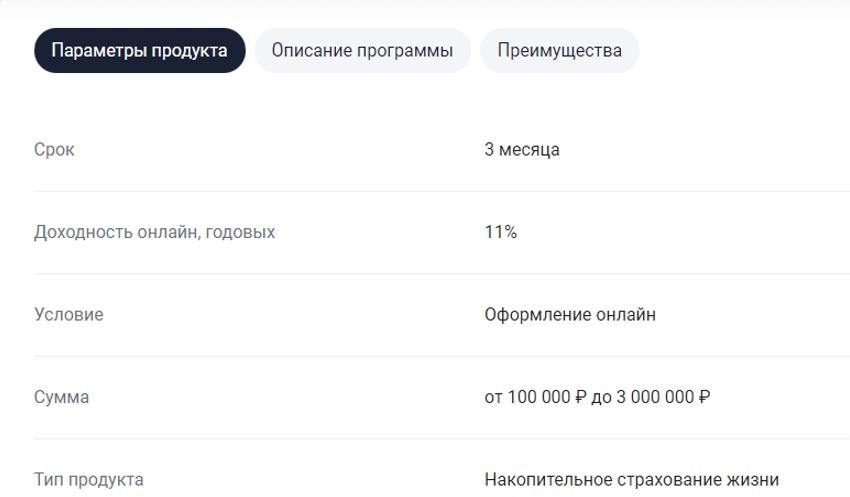 Параметры продукта Описание программы Преимущества
Срок 3 месяца
Доходность онлайн, годовых 11%
Условие Оформление онлайн
Сумма от 100 000 ₽ до 3 000 000 ₽
Тип продукта Накопительное страхование жизни